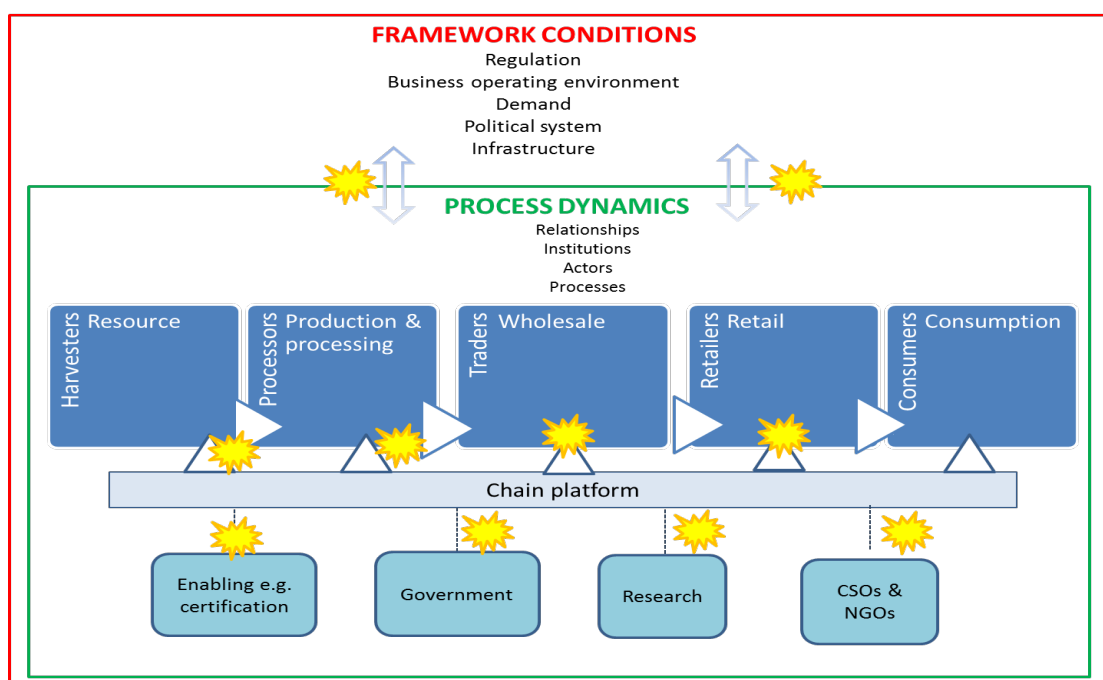 FRAMEWORK CONDITIONS
Regulation
Business operating environment
Demand
Political system
Infrastructure
PROCESS DYNAMICS
Relationships
Institutions
Actors
Processes
Harvesters
Resource
Processors
Production &
processing
Traders
Wholesale
Retailers
Retail
Consumers
Consumption
Chain platform
Enabling e.g.
certification
Government
Research
CSOs &
NGOs